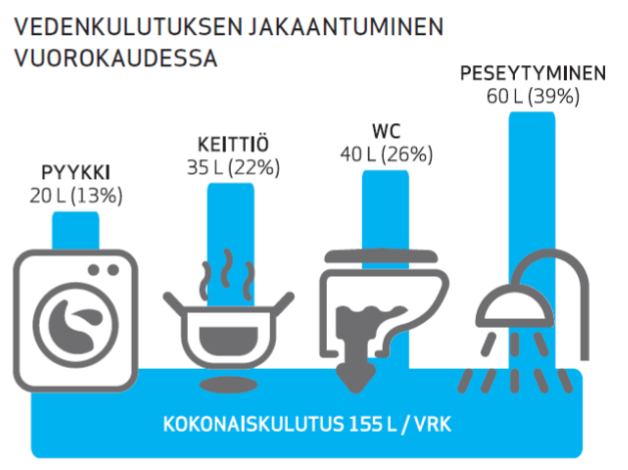 VEDENKULUTUKSEN JAKAANTUMINEN
VUOROKAUDESSA
PYYKKI
20 L (13%)
KEITTIÖ
35 L (22%)
WC
40 L (26%)
PESEYTYMINEN
60 L (39%)
KOKONAISKULUTUS 155 L / VRK